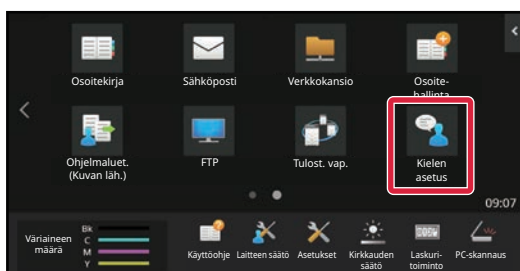 Osoitekirja
Sähköposti
Verkkokansio
Osoite-
hallinta
Ohjelmaluet.
(Kuvan läh.)
FTP
Tulost. vap.
Kielen
asetus
09:07
Väriaineen
määrä
Bk
C
M
Y
Käyttöohje
Laitteen säätö
Asetukset
Kirkkauden
säätö
Laskuri-
toiminto
PC-skannaus